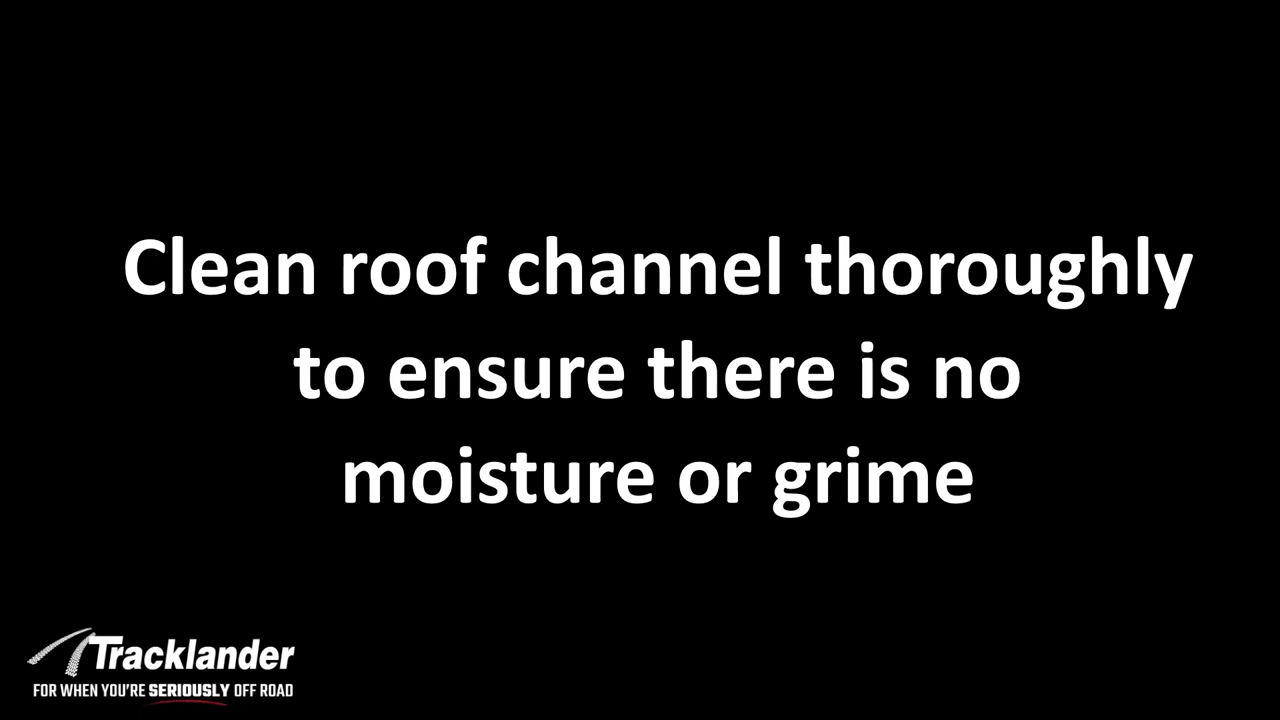 Clean roof channel thoroughly
to ensure there is no
moisture or grime
Tracklander
FOR WHEN YOU'RE SERIOUSLY OFF ROAD